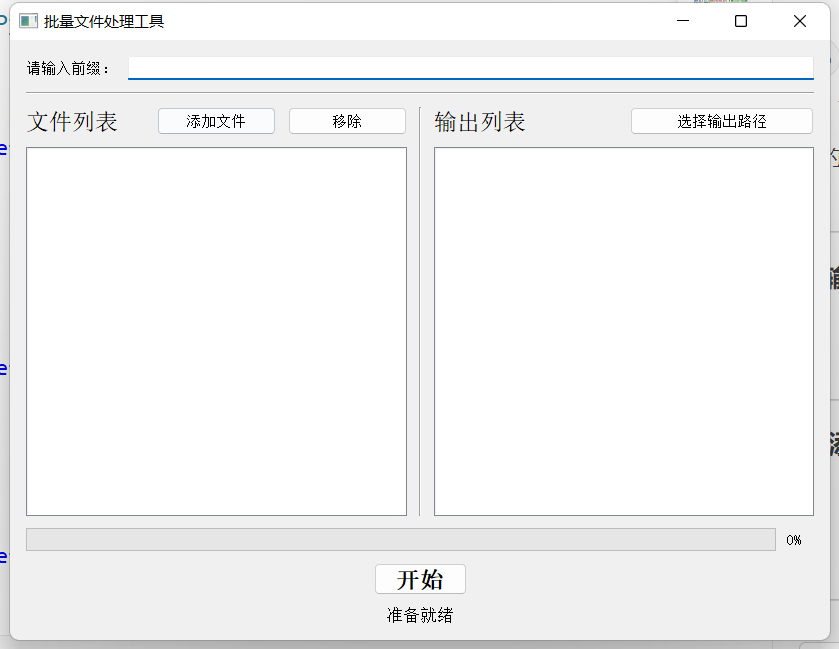 批量文件处理工具
请输入前缀：
文件列表 添加文件 移除 输出列表 选择输出路径
0%
开始
准备就绪